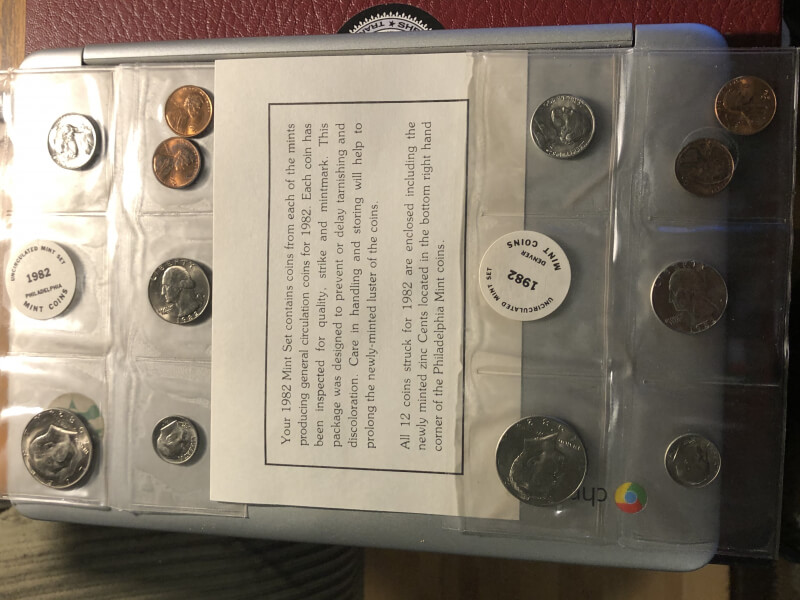 Your 1982 Mint Set contains coins from each of the mints
producing general circulation coins for 1982. Each coin has
been inspected for quality, strike and mintmark. This
package was designed to prevent or delay tarnishing and
discoloration. Care in handling and storing will help to
prolong the newly-minted luster of the coins.
All 12 coins struck for 1982 are enclosed including the
newly minted zinc Cents located in the bottom right hand
corner of the Philadelphia Mint coins.
UNCIRCULATED MINT SET
1982
PHILADELPHIA
MINT COINS
UNCIRCULATED MINT SET
1982
DENVER
MINT COINS
chr